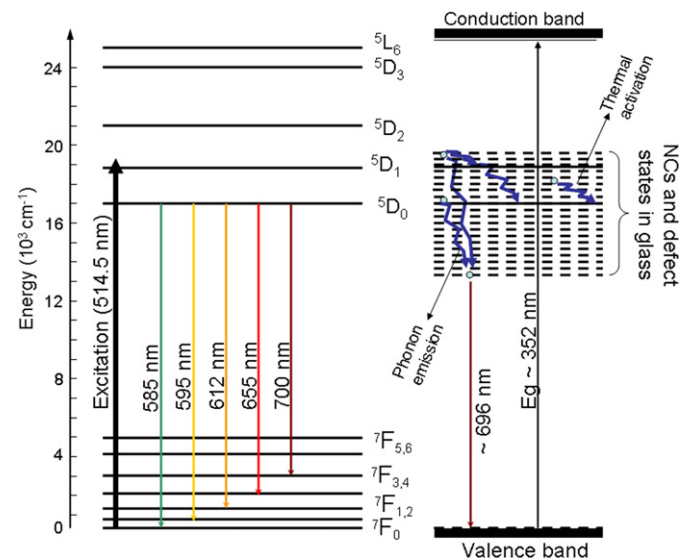 Energy (10³ cm⁻¹)
24
20
16
12
8
4
0
⁵L₆
⁵D₃
⁵D₂
⁵D₁
⁵D₀
Excitation (514.5 nm)
585 nm
595 nm
612 nm
655 nm
700 nm
⁷F₅,₆
⁷F₃,₄
⁷F₁,₂
⁷F₀
Conduction band
Thermal
activation
NCs and defect
states in glass
Phonon
emission
~ 696 nm
Eg ~ 352 nm
Valence band